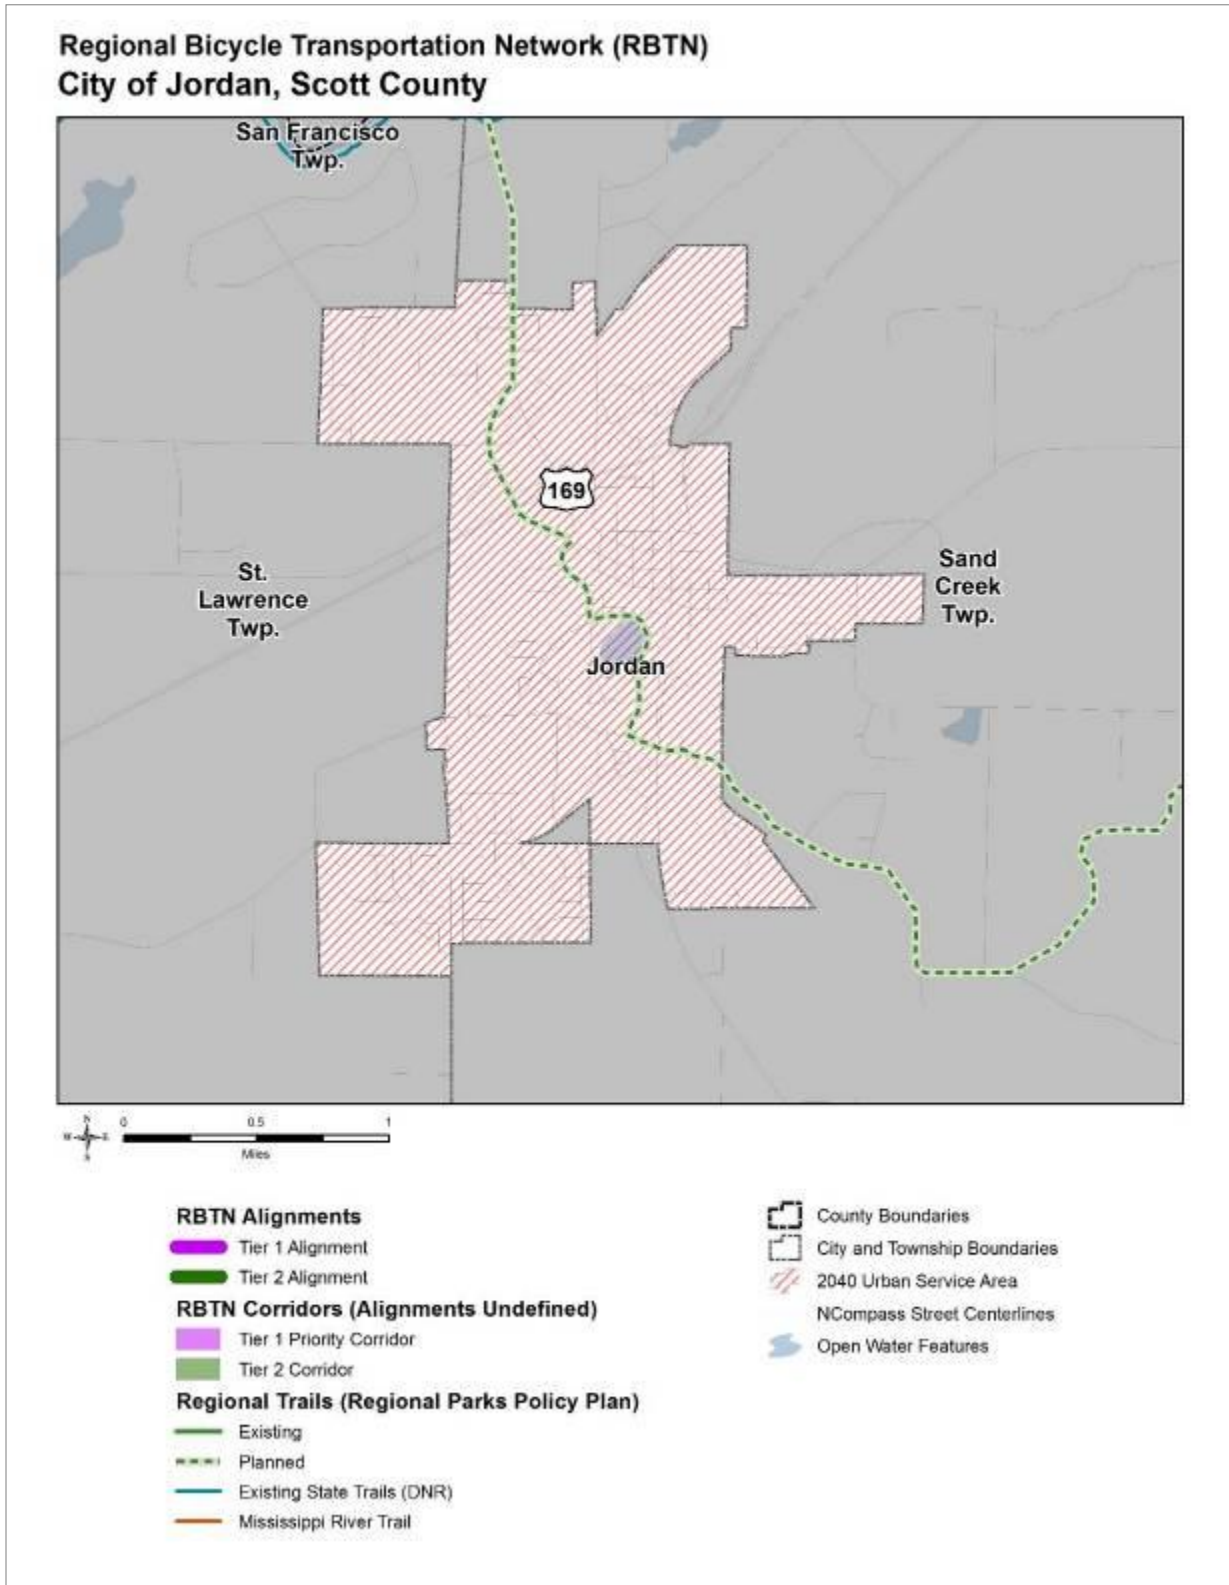 Regional Bicycle Transportation Network (RBTN)
City of Jordan, Scott County
San Francisco
Twp.
169
St.
Lawrence
Twp.
Sand
Creek
Twp.
Jordan
N
W E
S
0 0.5 1
Miles
RBTN Alignments
Tier 1 Alignment
Tier 2 Alignment
RBTN Corridors (Alignments Undefined)
Tier 1 Priority Corridor
Tier 2 Corridor
Regional Trails (Regional Parks Policy Plan)
Existing
Planned
Existing State Trails (DNR)
Mississippi River Trail
County Boundaries
City and Township Boundaries
2040 Urban Service Area
NCompass Street Centerlines
Open Water Features